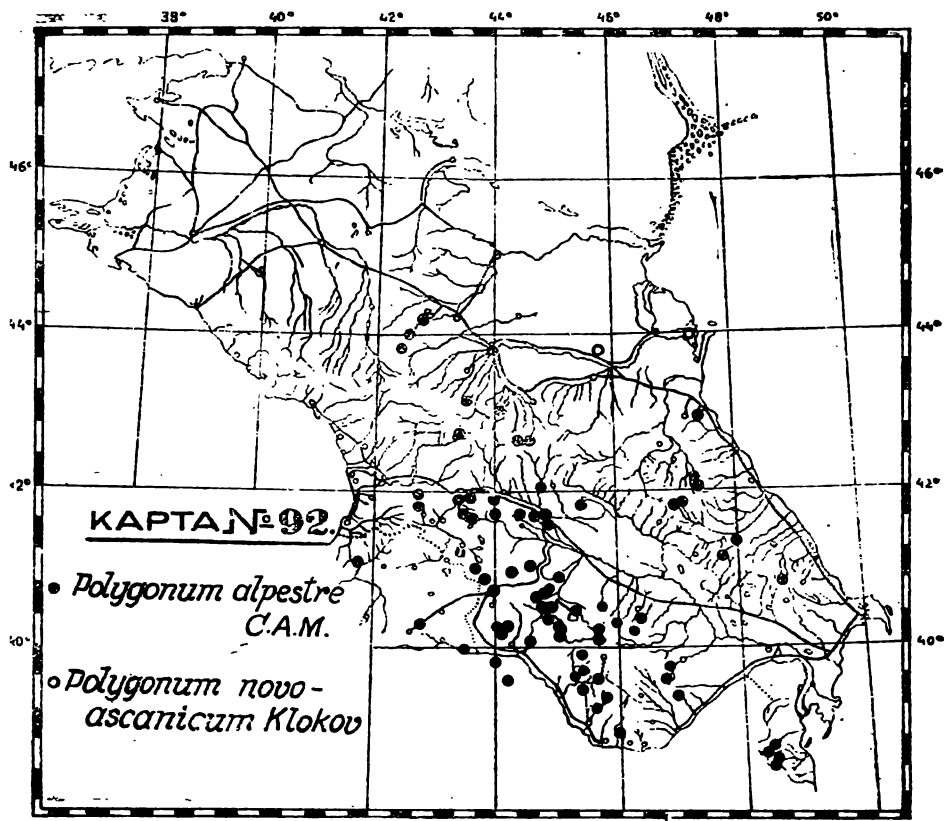 38° 40° 42° 44° 46° 48° 50°
46° 46°
44° 44°
42° 42°
КАРТА № 92.
Polygonum alpestre
C.A.M.
40° 40°
Polygonum novo-
ascanicum Klokov